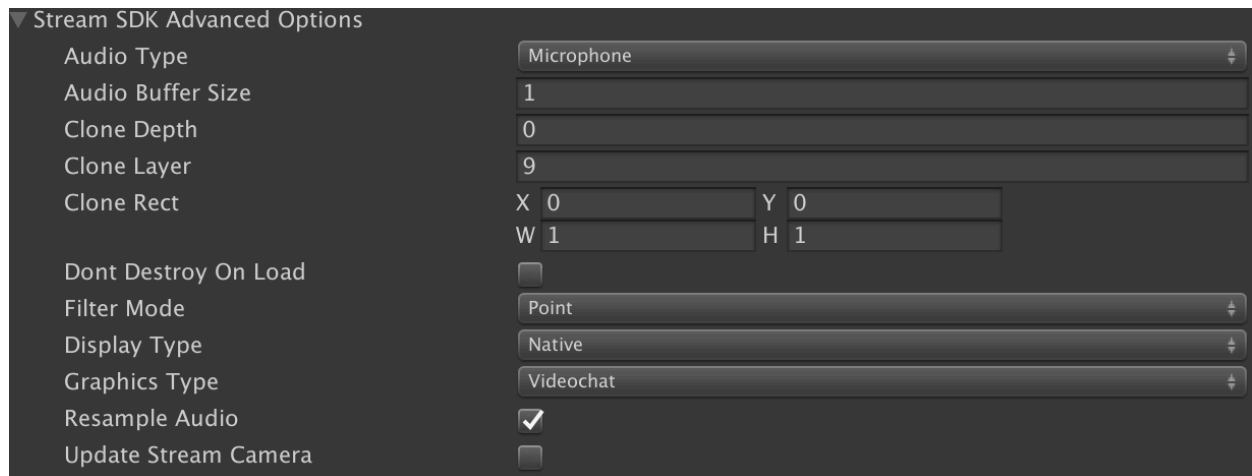 Stream SDK Advanced Options
Audio Type Microphone
Audio Buffer Size 1
Clone Depth 0
Clone Layer 9
Clone Rect X 0 Y 0
W 1 H 1
Dont Destroy On Load
Filter Mode Point
Display Type Native
Graphics Type Videochat
Resample Audio
Update Stream Camera